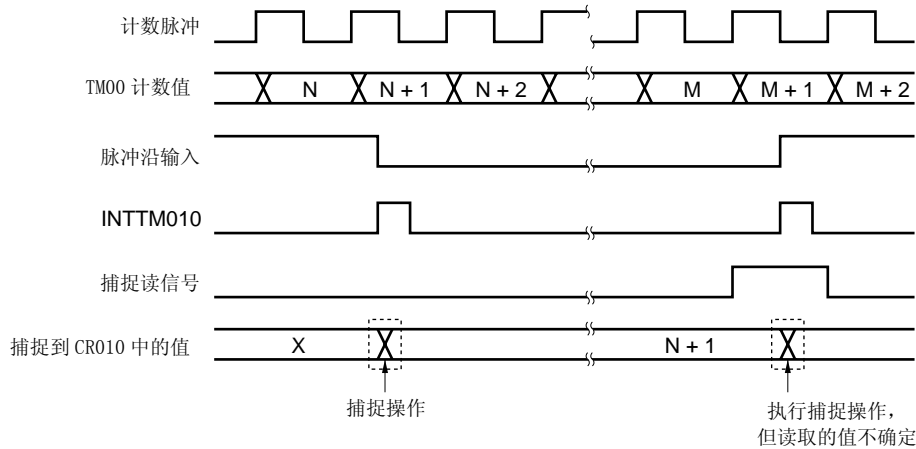 计数脉冲
TM00 计数值
N N + 1 N + 2 M M + 1 M + 2
脉冲沿输入
INTTM010
捕捉读信号
捕捉到 CR010 中的值
X N + 1
捕捉操作
执行捕捉操作，
但读取的值不确定